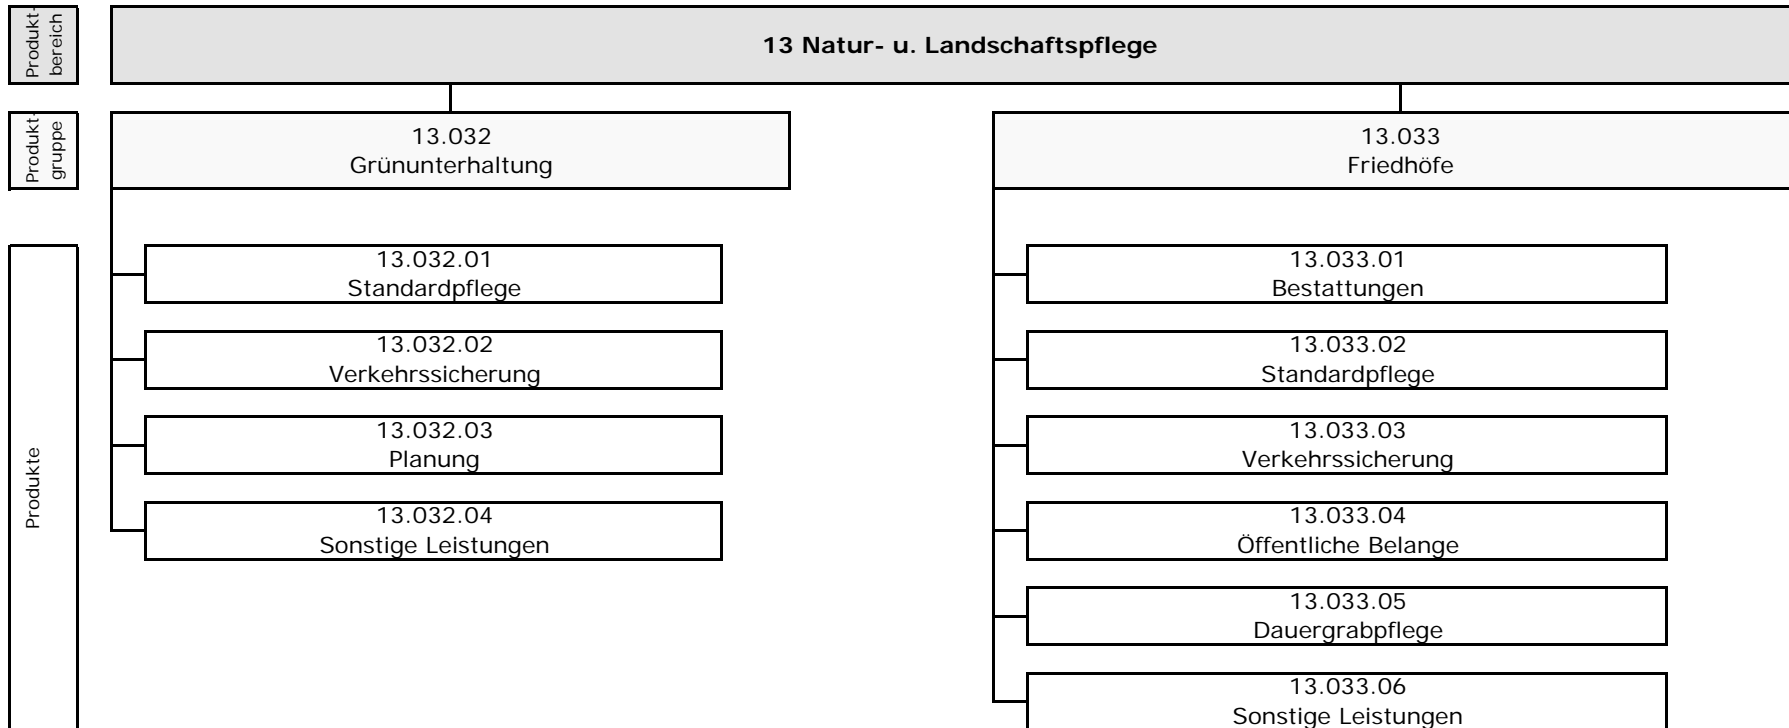 Produkt-
bereich
13 Natur- u. Landschaftspflege
Produkt-
gruppe
13.032
Grünunterhaltung
13.033
Friedhöfe
Produkte
13.032.01
Standardpflege
13.032.02
Verkehrssicherung
13.032.03
Planung
13.032.04
Sonstige Leistungen
13.033.01
Bestattungen
13.033.02
Standardpflege
13.033.03
Verkehrssicherung
13.033.04
Öffentliche Belange
13.033.05
Dauergrabpflege
13.033.06
Sonstige Leistungen